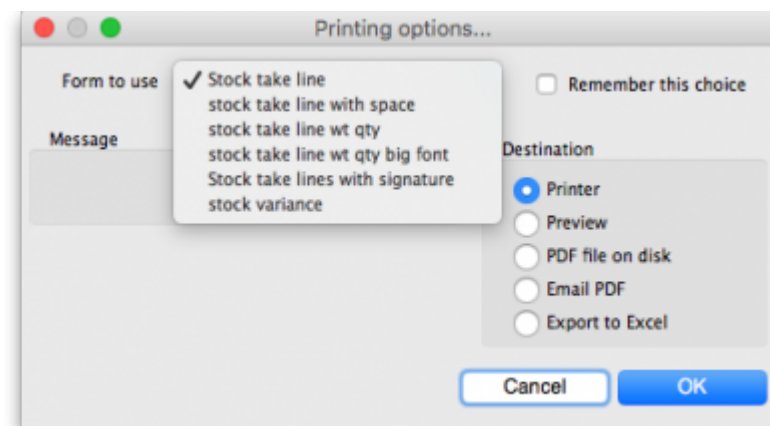 Printing options...
Form to use
Stock take line
stock take line with space
stock take line wt qty
stock take line wt qty big font
Stock take lines with signature
stock variance
Remember this choice
Message
Destination
Printer
Preview
PDF file on disk
Email PDF
Export to Excel
Cancel
OK